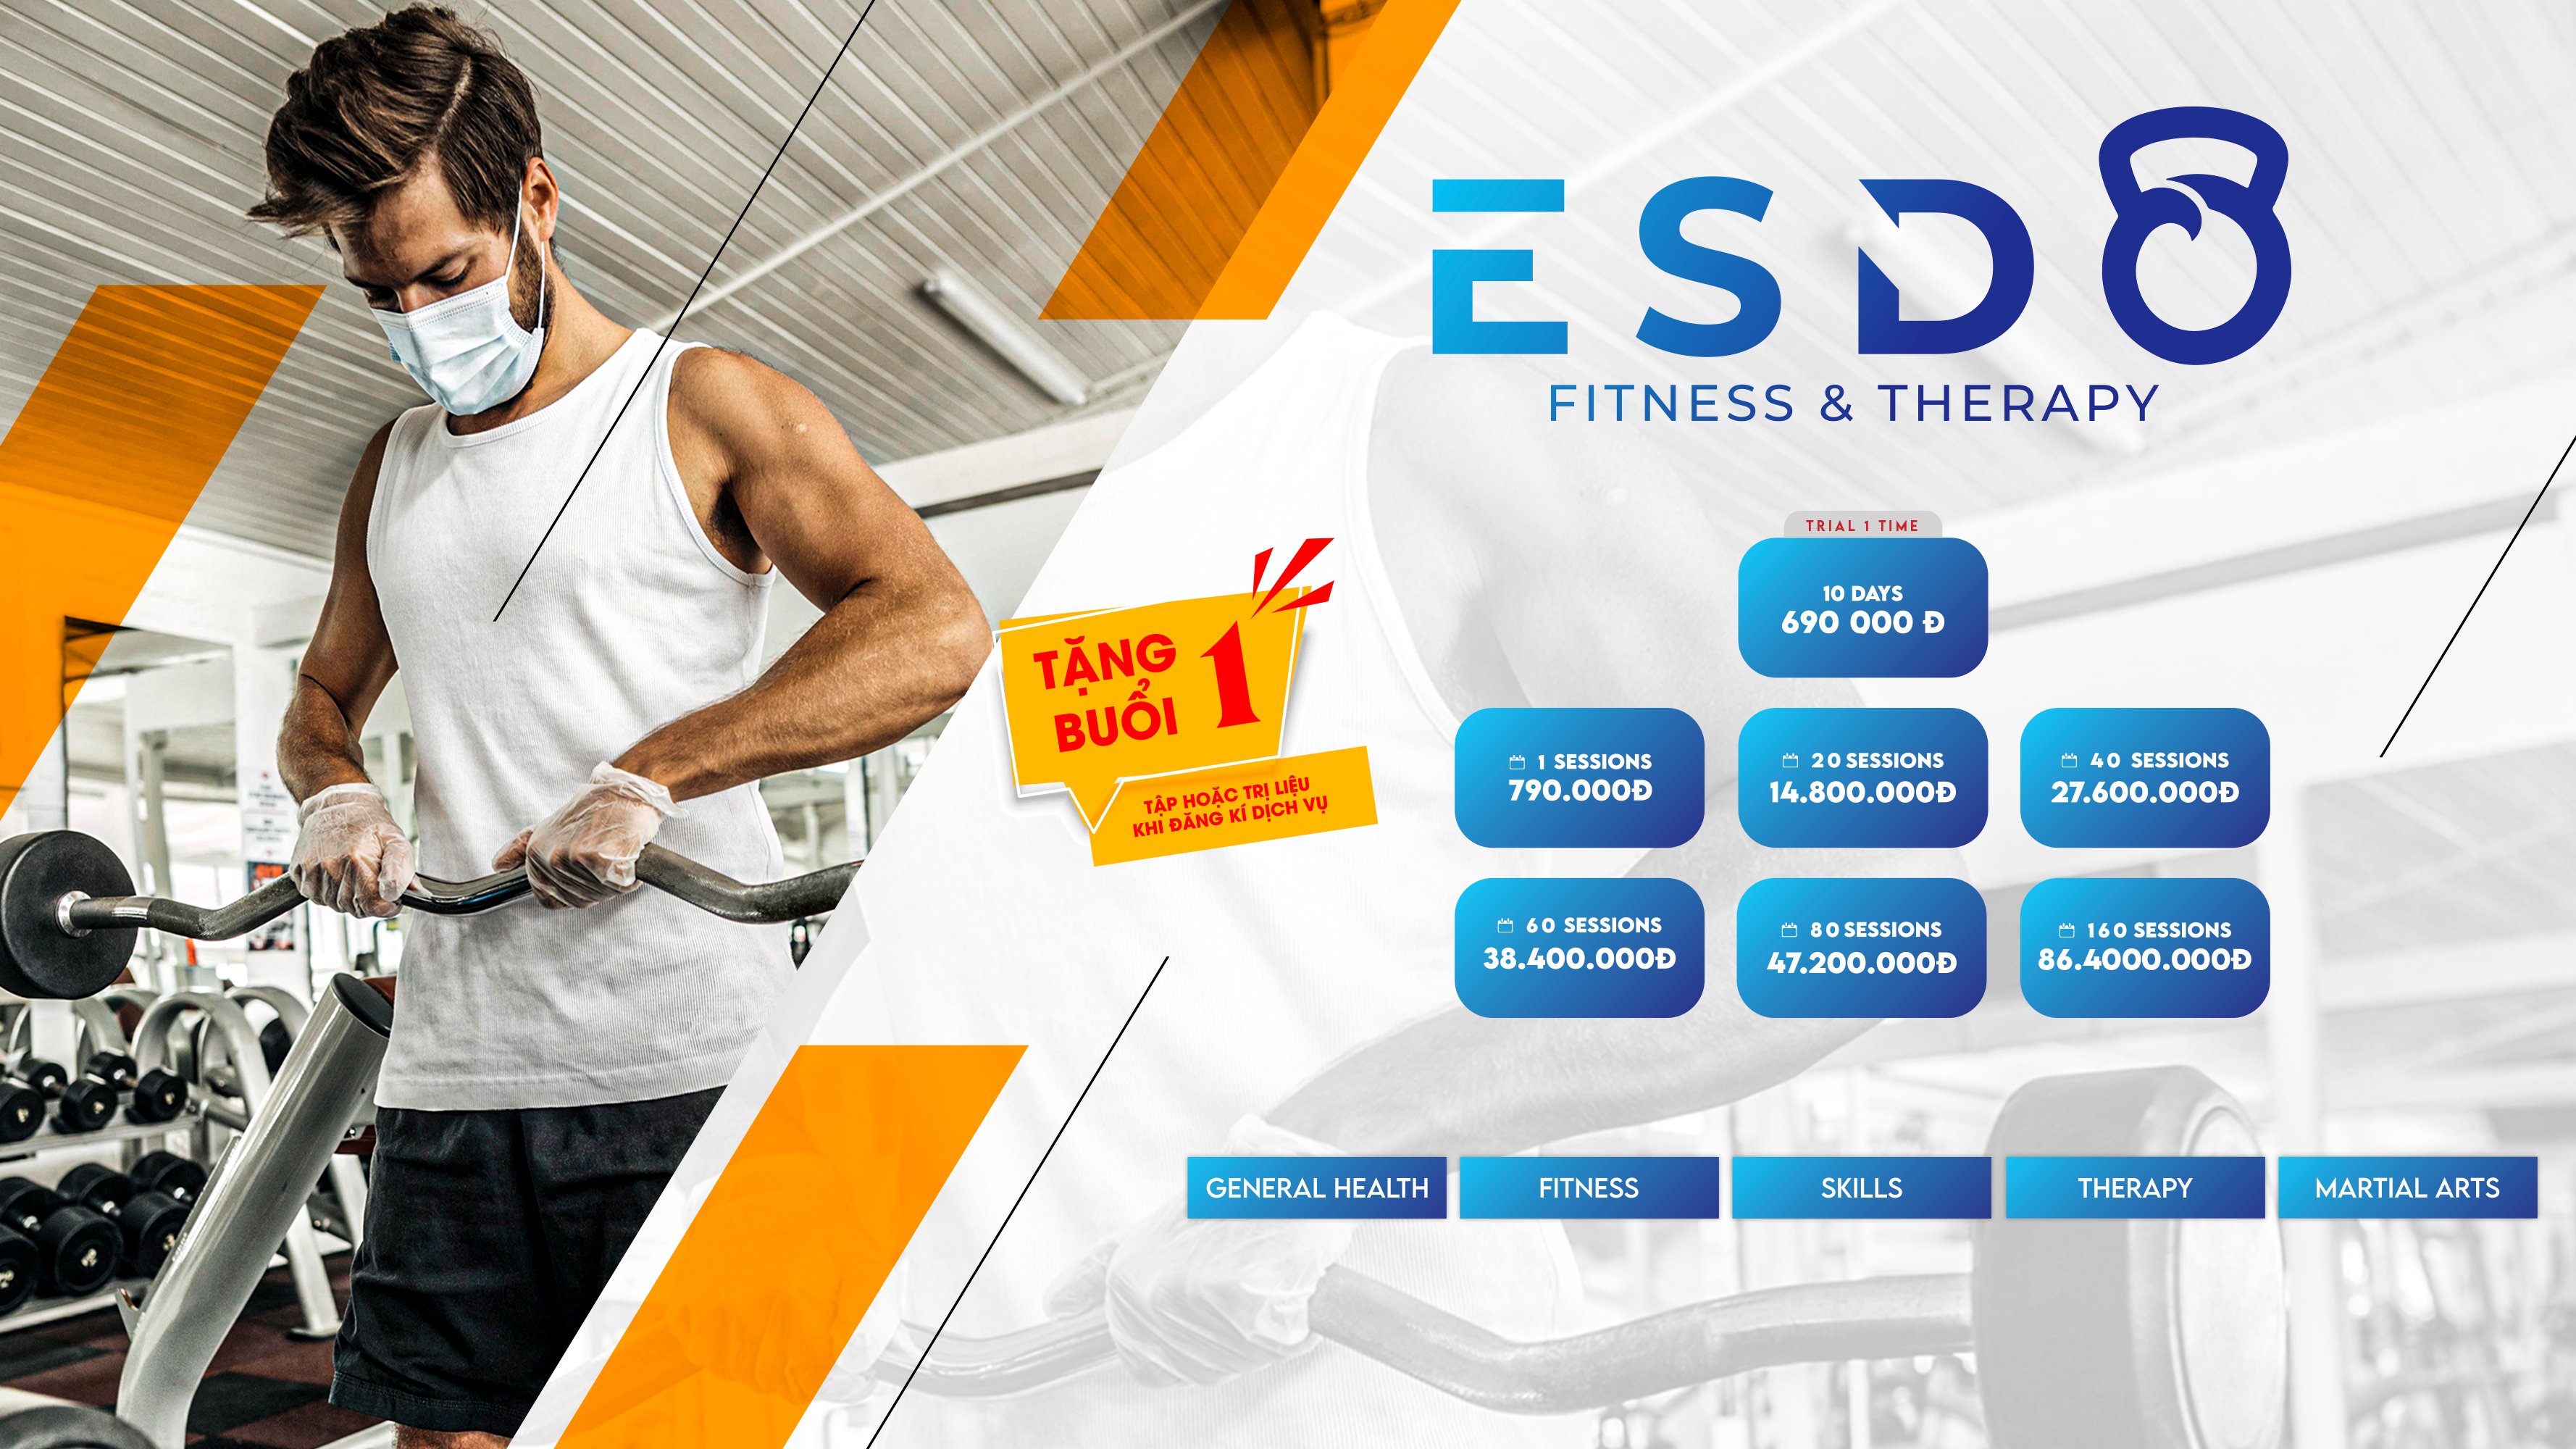 ESDO
FITNESS & THERAPY
TRIAL 1 TIME
10 DAYS
690 000 Đ
TẶNG
BUỔI 1
TẬP HOẶC TRỊ LIỆU
KHI ĐĂNG KÍ DỊCH VỤ
1 SESSIONS
790.000Đ
20 SESSIONS
14.800.000Đ
40 SESSIONS
27.600.000Đ
60 SESSIONS
38.400.000Đ
80 SESSIONS
47.200.000Đ
160 SESSIONS
86.4000.000Đ
GENERAL HEALTH
FITNESS
SKILLS
THERAPY
MARTIAL ARTS